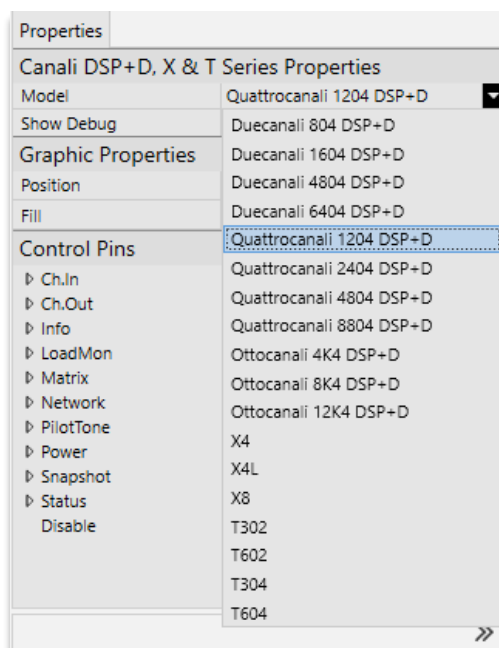 Properties
Canali DSP+D, X & T Series Properties
Model Quattrocanali 1204 DSP+D
Show Debug
Graphic Properties
Position
Fill
Control Pins
Ch.In
Ch.Out
Info
LoadMon
Matrix
Network
PilotTone
Power
Snapshot
Status
Disable
Duecanali 804 DSP+D
Duecanali 1604 DSP+D
Duecanali 4804 DSP+D
Duecanali 6404 DSP+D
Quattrocanali 1204 DSP+D
Quattrocanali 2404 DSP+D
Quattrocanali 4804 DSP+D
Quattrocanali 8804 DSP+D
Ottocanali 4K4 DSP+D
Ottocanali 8K4 DSP+D
Ottocanali 12K4 DSP+D
X4
X4L
X8
T302
T602
T304
T604